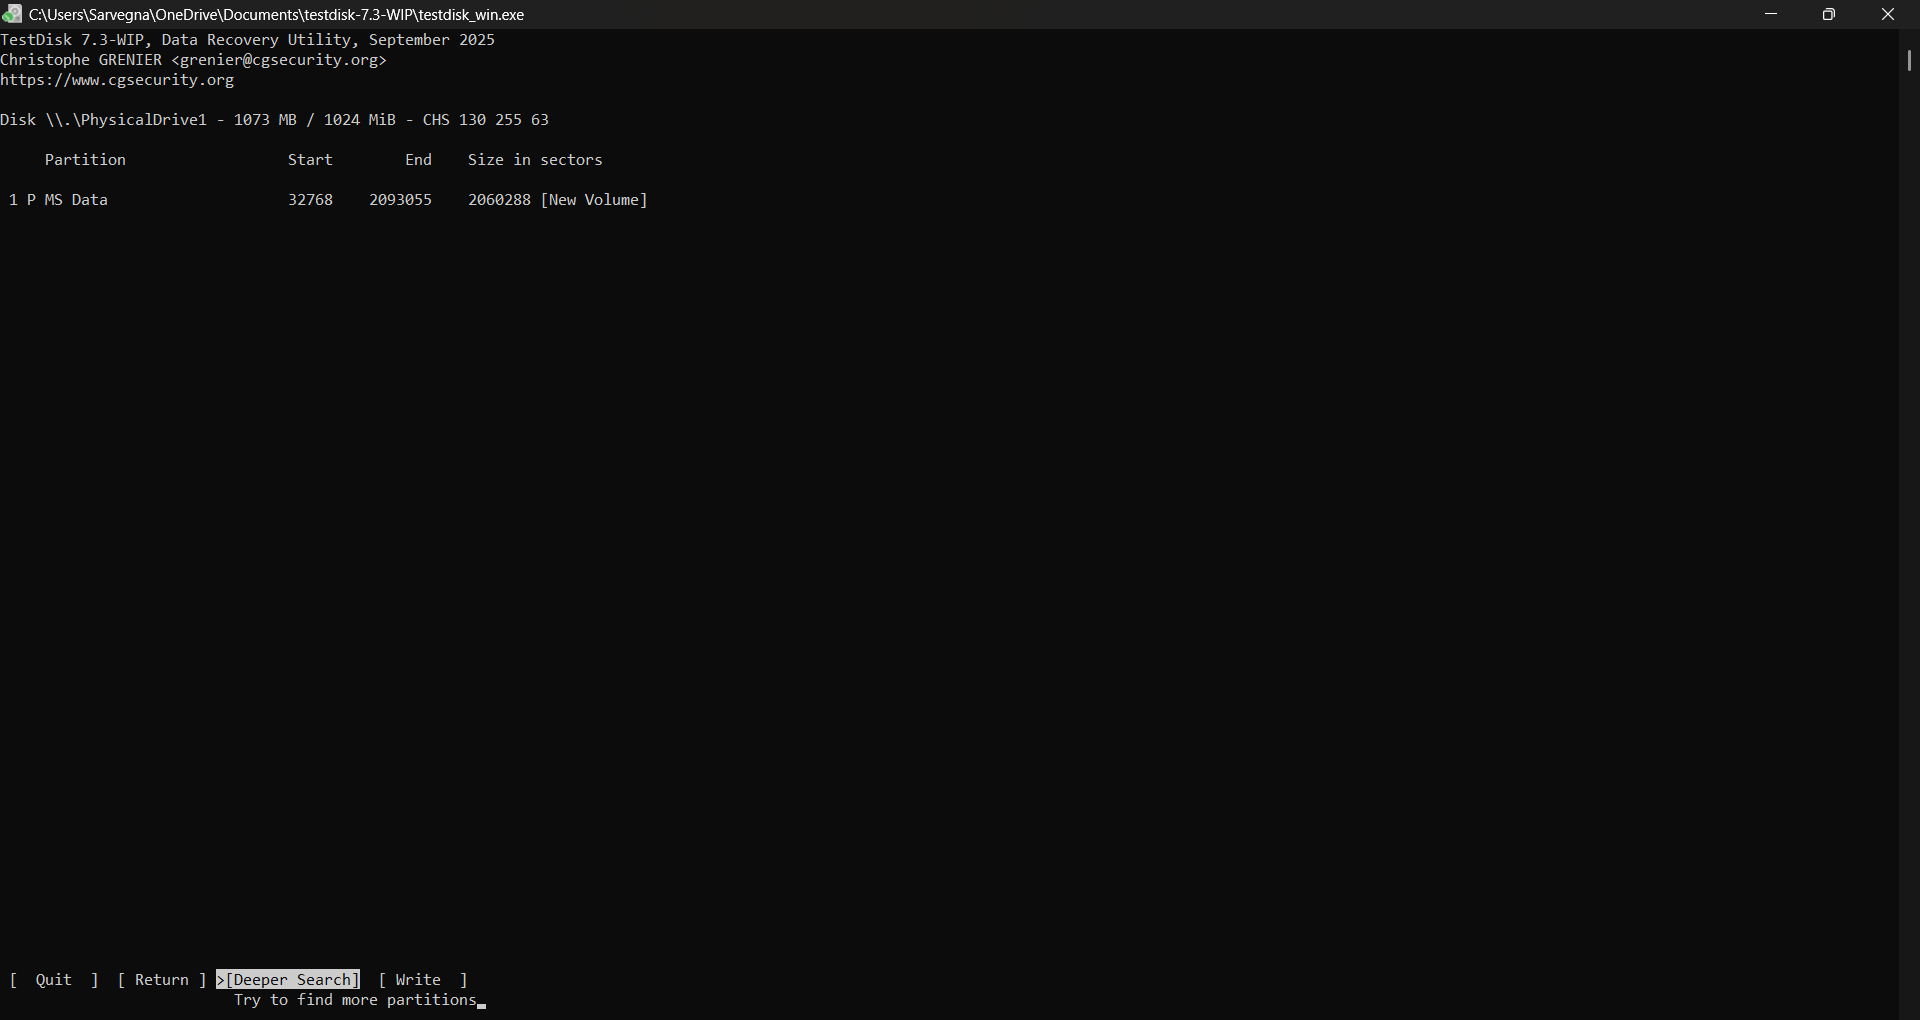 C:\Users\Sarvegna\OneDrive\Documents\testdisk-7.3-WIP\testdisk_win.exe
TestDisk 7.3-WIP, Data Recovery Utility, September 2025
Christophe GRENIER <grenier@cgsecurity.org>
https://www.cgsecurity.org
Disk \\.\PhysicalDrive1 - 1073 MB / 1024 MiB - CHS 130 255 63
Partition Start End Size in sectors
1 P MS Data 32768 2093055 2060288 [New Volume]
[ Quit ] [ Return ] >[Deeper Search] [ Write ]
Try to find more partitions_